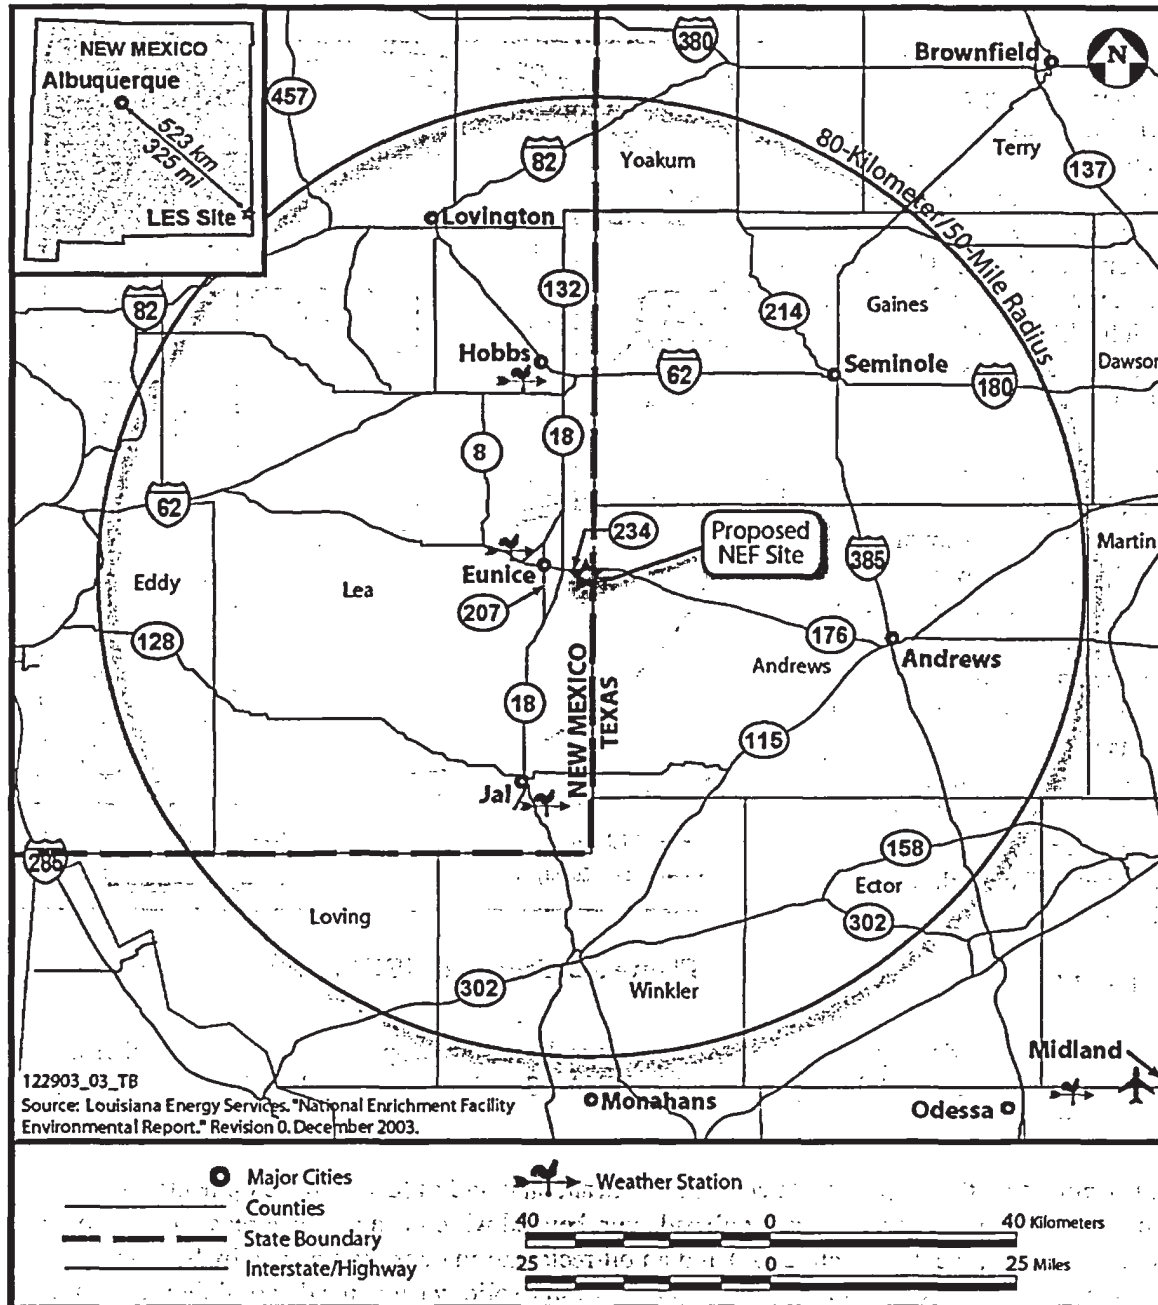 NEW MEXICO
Albuquerque
523 km
325 mi
LES Site
457
380
Brownfield
N
82
Yoakum
80-Kilometer/50-Mile Radius
Terry
137
Lovington
82
132
214
Gaines
Hobbs
62
Seminole
180
Dawson
8
18
62
234
Proposed
NEF Site
385
Martin
Eddy
Lea
Eunice
207
128
176
Andrews
Andrews
18
NEW MEXICO
TEXAS
115
Jal
285
158
Ector
302
Loving
302
Winkler
Midland
122903_03_TB
Source: Louisiana Energy Services. "National Enrichment Facility
Environmental Report." Revision 0. December 2003.
Monahans
Odessa
Major Cities
Counties
State Boundary
Interstate/Highway
Weather Station
40 0 40 Kilometers
25 0 25 Miles